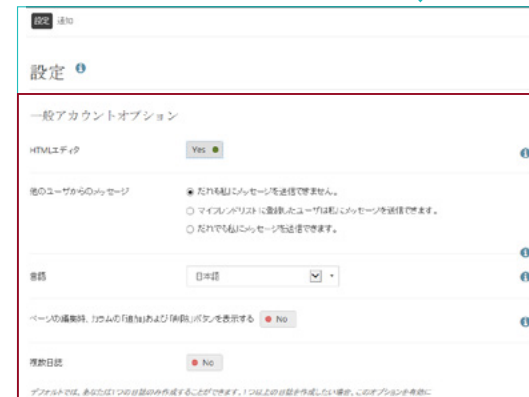 設定 通知
設定
一般アカウントオプション
HTMLエディタ Yes
他のユーザからのメッセージ
だれも私にメッセージを送信できません。
マイフレンドリストに登録したユーザは私にメッセージを送信できます。
だれでも私にメッセージを送信できます。
言語 日本語
ページの編集時、カラムの「追加」および「削除」ボタンを表示する No
複数日誌 No
デフォルトでは、あなたは1つの日誌のみ作成することができます。1つ以上の日誌を作成したい場合、このオプションを有効に